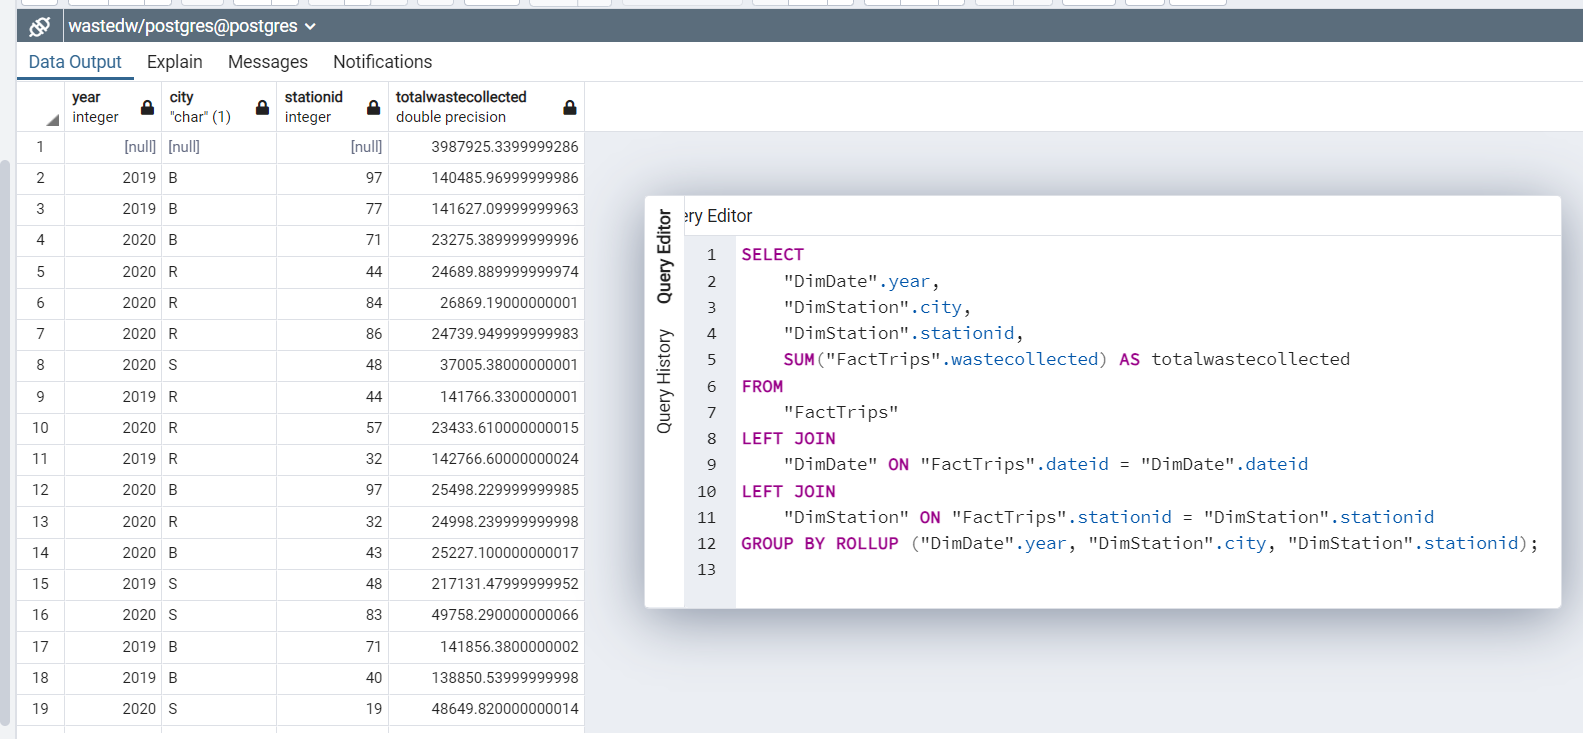 wastedw/postgres@postgres
Data Output Explain Messages Notifications
year city stationid totalwastecollected
integer "char" (1) integer double precision
1 [null] [null] [null] 3987925.3399999286
2 2019 B 97 140485.96999999986
3 2019 B 77 141627.09999999963
4 2020 B 71 23275.389999999996
5 2020 R 44 24689.889999999974
6 2020 R 84 26869.19000000001
7 2020 R 86 24739.949999999983
8 2020 S 48 37005.38000000001
9 2019 R 44 141766.3300000001
10 2020 R 57 23433.610000000015
11 2019 R 32 142766.60000000024
12 2020 B 97 25498.229999999985
13 2020 R 32 24998.239999999998
14 2020 B 43 25227.100000000017
15 2019 S 48 217131.47999999952
16 2020 S 83 49758.290000000066
17 2019 B 71 141856.3800000002
18 2019 B 40 138850.53999999998
19 2020 S 19 48649.820000000014
Query Editor
Query History
ery Editor
1 SELECT
2 "DimDate".year,
3 "DimStation".city,
4 "DimStation".stationid,
5 SUM("FactTrips".wastecollected) AS totalwastecollected
6 FROM
7 "FactTrips"
8 LEFT JOIN
9 "DimDate" ON "FactTrips".dateid = "DimDate".dateid
10 LEFT JOIN
11 "DimStation" ON "FactTrips".stationid = "DimStation".stationid
12 GROUP BY ROLLUP ("DimDate".year, "DimStation".city, "DimStation".stationid);
13